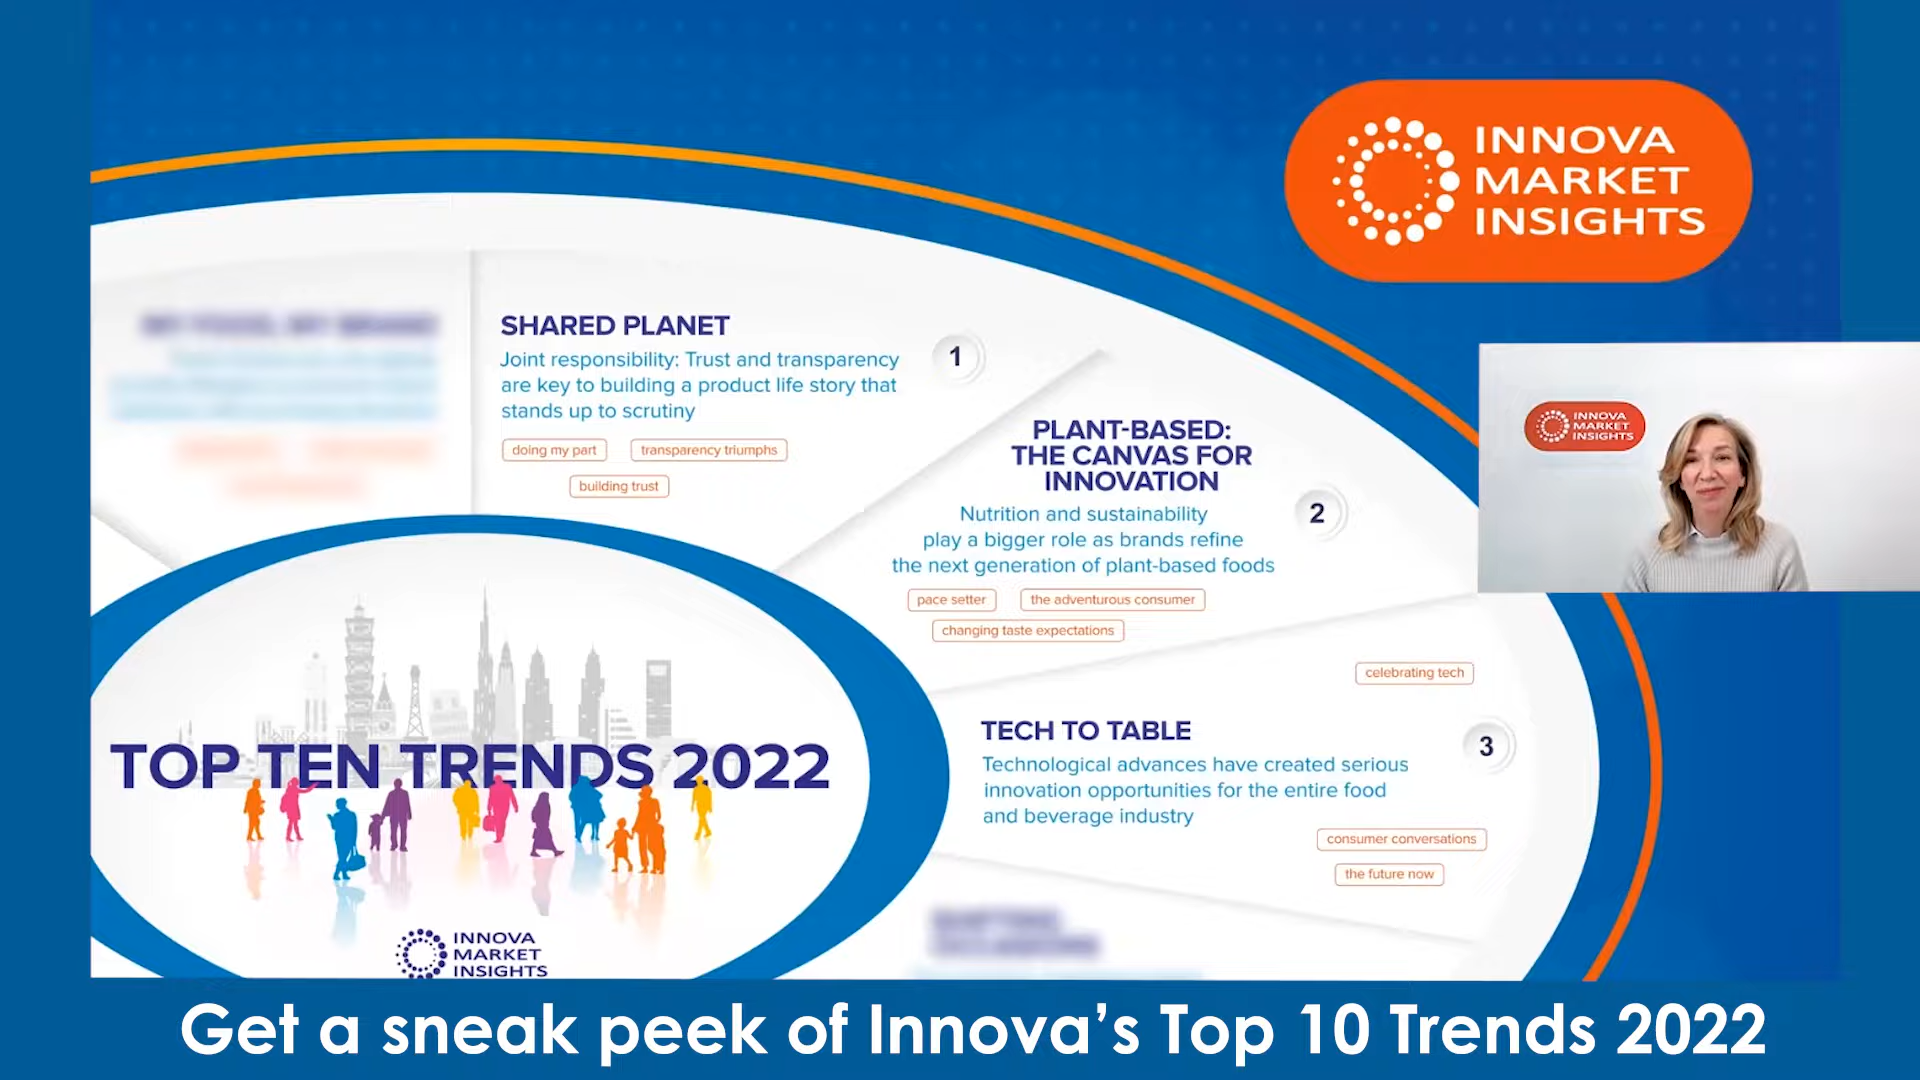 INNOVA
MARKET
INSIGHTS
SHARED PLANET
Joint responsibility: Trust and transparency
are key to building a product life story that
stands up to scrutiny
doing my part
transparency triumphs
building trust
1
PLANT-BASED:
THE CANVAS FOR
INNOVATION
Nutrition and sustainability
play a bigger role as brands refine
the next generation of plant-based foods
pace setter
the adventurous consumer
changing taste expectations
2
INNOVA
MARKET
INSIGHTS
celebrating tech
TECH TO TABLE
Technological advances have created serious
innovation opportunities for the entire food
and beverage industry
consumer conversations
the future now
3
TOP TEN TRENDS 2022
INNOVA
MARKET
INSIGHTS
Get a sneak peek of Innova's Top 10 Trends 2022